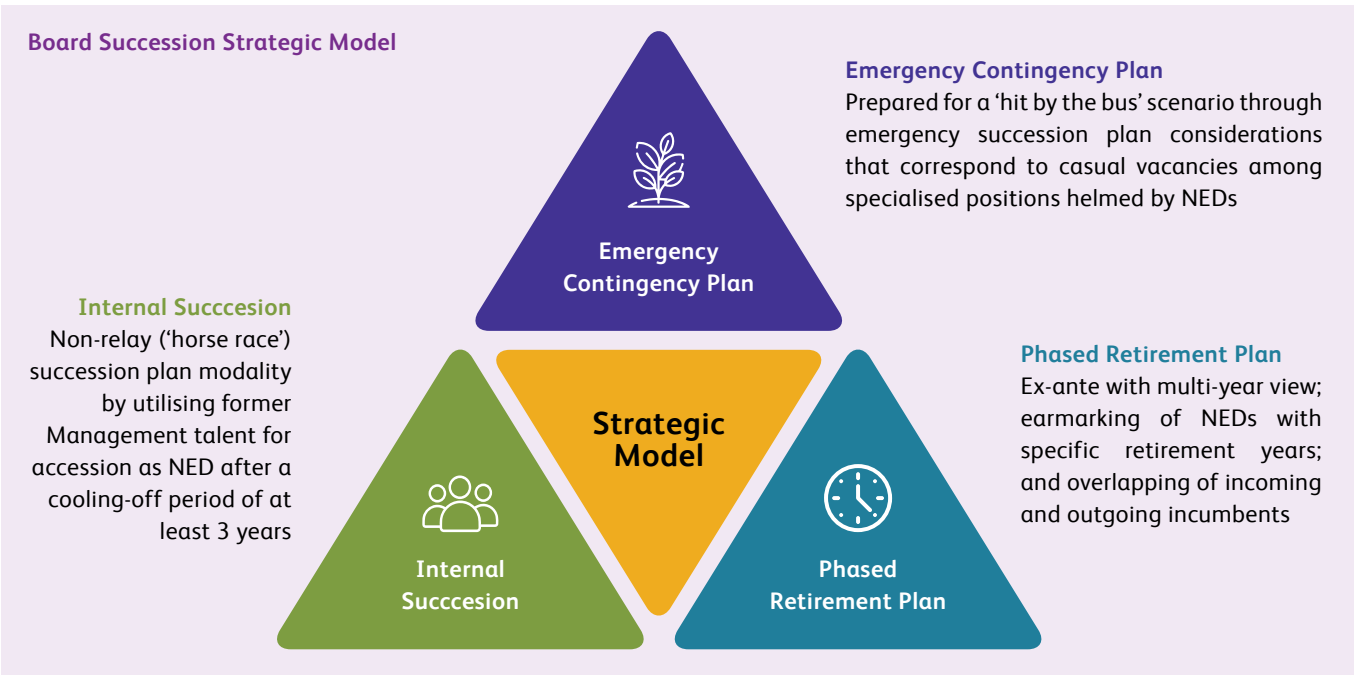 Board Succession Strategic Model
Emergency Contingency Plan
Prepared for a ‘hit by the bus’ scenario through
emergency succession plan considerations
that correspond to casual vacancies among
specialised positions helmed by NEDs
Emergency
Contingency Plan
Internal Succcesion
Non-relay (‘horse race’)
succession plan modality
by utilising former
Management talent for
accession as NED after a
cooling-off period of at
least 3 years
Strategic
Model
Phased Retirement Plan
Ex-ante with multi-year view;
earmarking of NEDs with
specific retirement years;
and overlapping of incoming
and outgoing incumbents
Internal
Succcesion
Phased
Retirement Plan